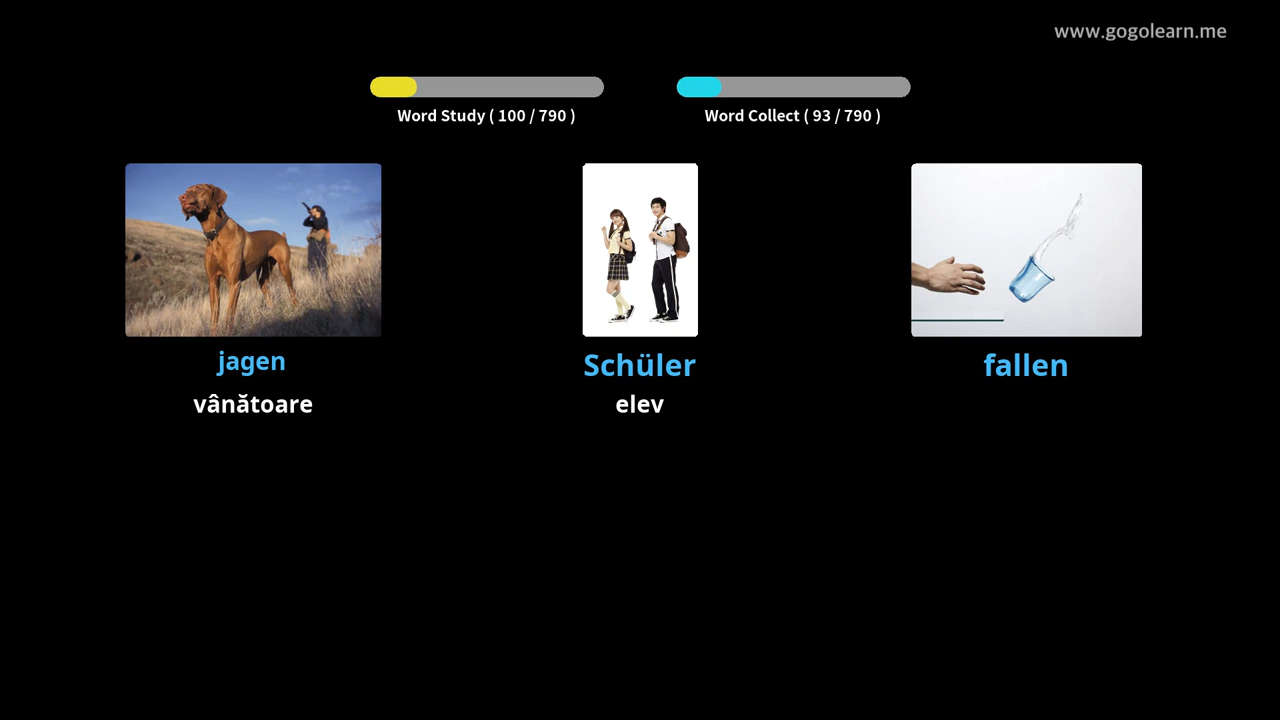 www.gogolearn.me
Word Study ( 100 / 790 )
Word Collect ( 93 / 790 )
jagen
Schüler
fallen
vânătoare
elev